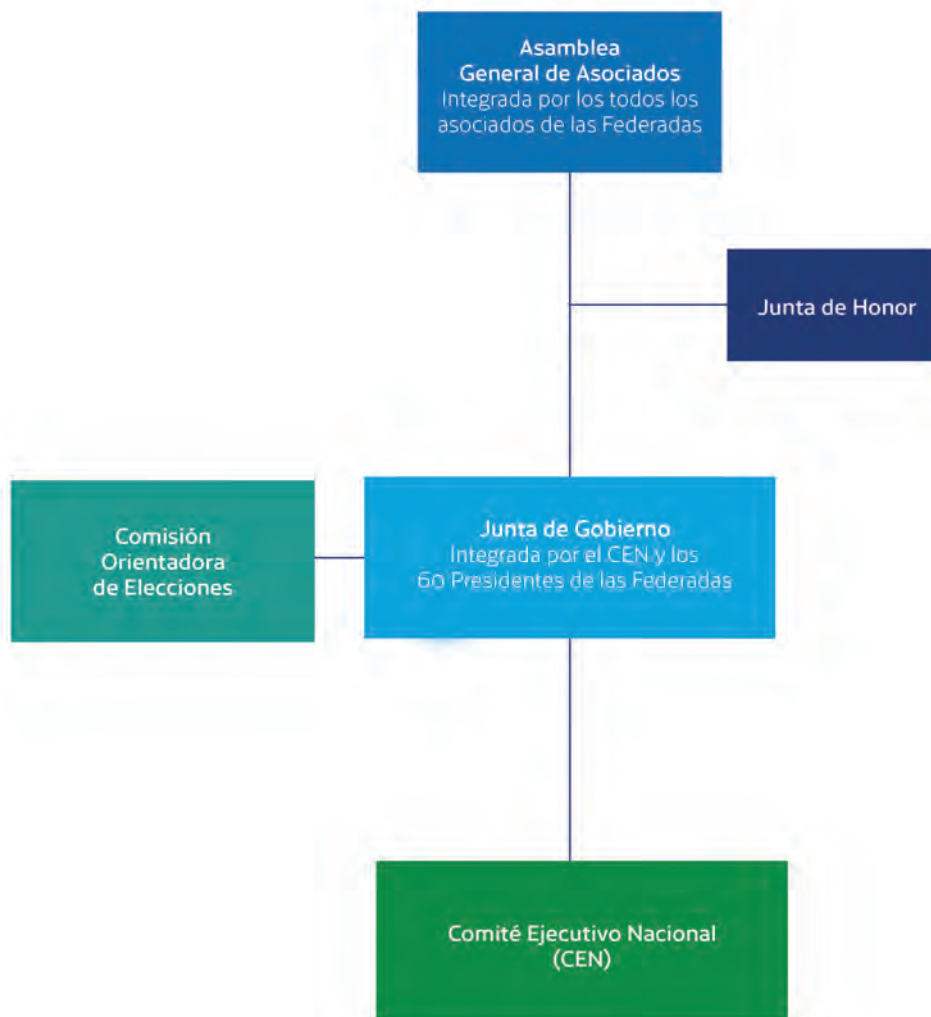 Asamblea
General de Asociados
Integrada por los todos los
asociados de las Federadas
Junta de Honor
Comisión
Orientadora
de Elecciones
Junta de Gobierno
Integrada por el CEN y los
60 Presidentes de las Federadas
Comité Ejecutivo Nacional
(CEN)